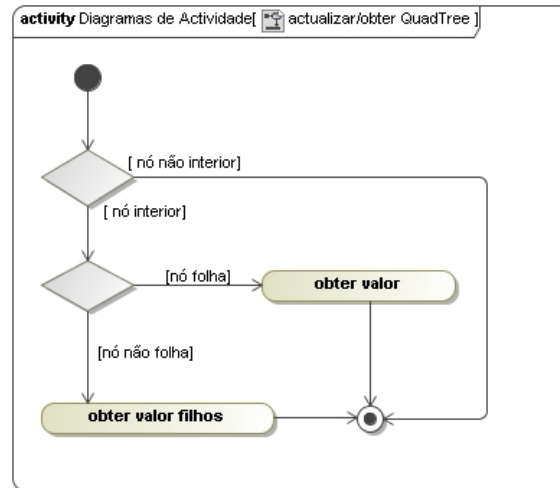 activity Diagramas de Actividade[ actualizar/obter QuadTree ]
[ nó não interior]
[ nó interior]
[nó folha]
obter valor
[nó não folha]
obter valor filhos